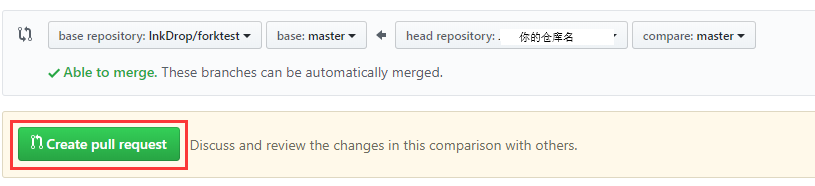 base repository: InkDrop/forktest base: master head repository: . 你的仓库名 compare: master
Able to merge. These branches can be automatically merged.
Create pull request Discuss and review the changes in this comparison with others.